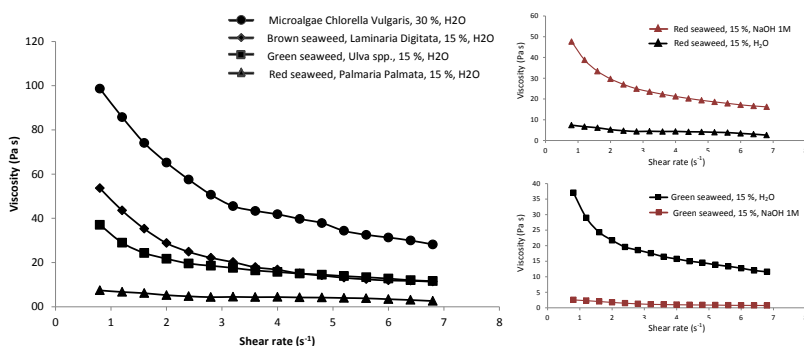 Microalgae Chlorella Vulgaris, 30 %, H2O
Brown seaweed, Laminaria Digitata, 15 %, H2O
Green seaweed, Ulva spp., 15 %, H2O
Red seaweed, Palmaria Palmata, 15 %, H2O
120
100
80
60
40
20
00
Viscosity (Pa s)
0 1 2 3 4 5 6 7 8
Shear rate (s⁻¹)
Red seaweed, 15 %, NaOH 1M
Red seaweed, 15 %, H₂O
60
50
40
30
20
10
0
Viscosity (Pa s)
0 1 2 3 4 5 6 7 8
Shear rate (s⁻¹)
Green seaweed, 15 %, H₂O
Green seaweed, 15 %, NaOH 1M
40
35
30
25
20
15
10
5
0
Viscosity (Pa s)
0 1 2 3 4 5 6 7 8
Shear rate (s⁻¹)